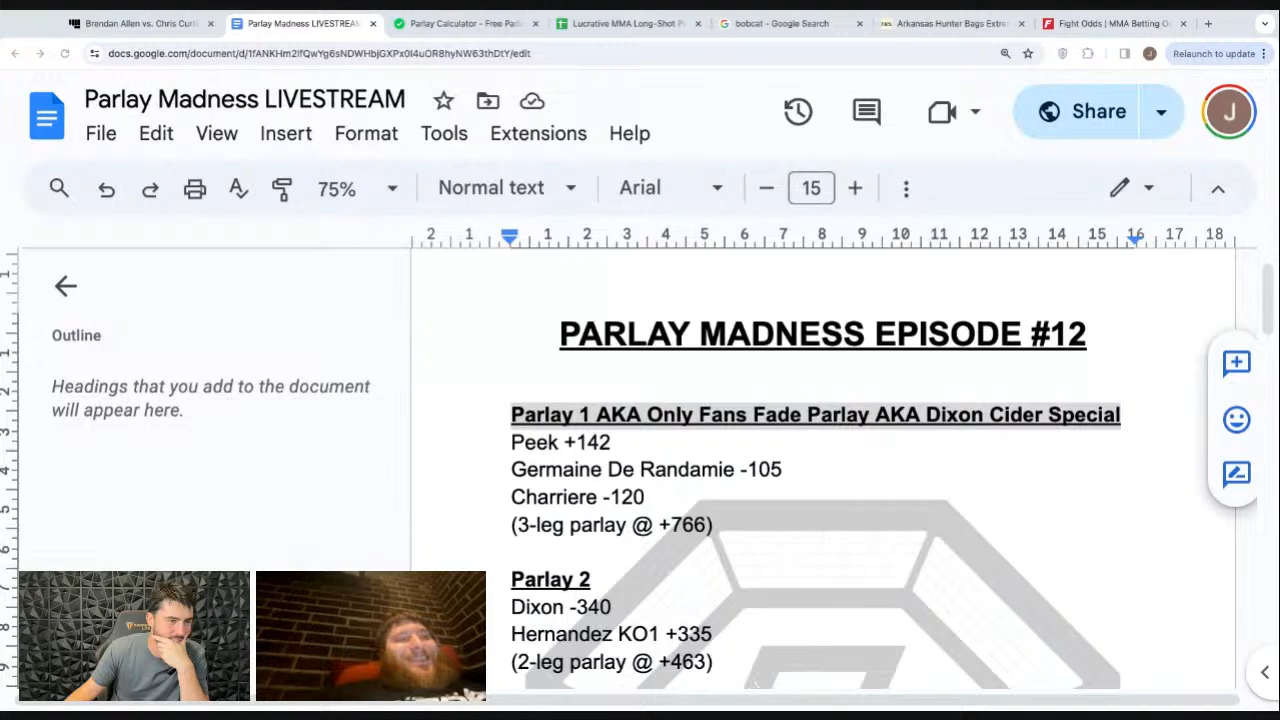 Brendan Allen vs. Chris Curti
Parlay Madness LIVESTREAM
Parlay Calculator - Free Parl
Lucrative MMA Long-Shot P
bobcat - Google Search
Arkansas Hunter Bags Extre
Fight Odds | MMA Betting O
docs.google.com/document/d/1fANKHm2IfQwYg6sNDWHbjGXPx0I4uOR8hyNW63thDtY/edit
Relaunch to update
Parlay Madness LIVESTREAM
File Edit View Insert Format Tools Extensions Help
Share
J
75% Normal text Arial 15
2 1 1 2 3 4 5 6 7 8 9 10 11 12 13 14 15 16 17 18
Outline
Headings that you add to the document
will appear here.
PARLAY MADNESS EPISODE #12
Parlay 1 AKA Only Fans Fade Parlay AKA Dixon Cider Special
Peek +142
Germaine De Randamie -105
Charriere -120
(3-leg parlay @ +766)
Parlay 2
Dixon -340
Hernandez KO1 +335
(2-leg parlay @ +463)